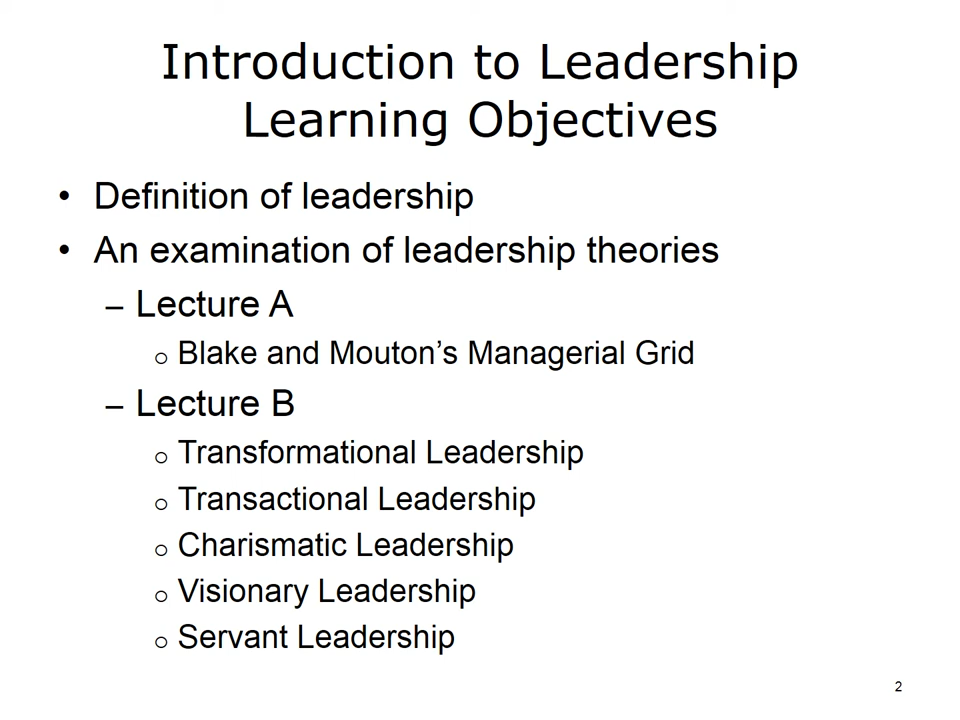 Introduction to Leadership
Learning Objectives
• Definition of leadership
• An examination of leadership theories
– Lecture A
o Blake and Mouton’s Managerial Grid
– Lecture B
o Transformational Leadership
o Transactional Leadership
o Charismatic Leadership
o Visionary Leadership
o Servant Leadership
2